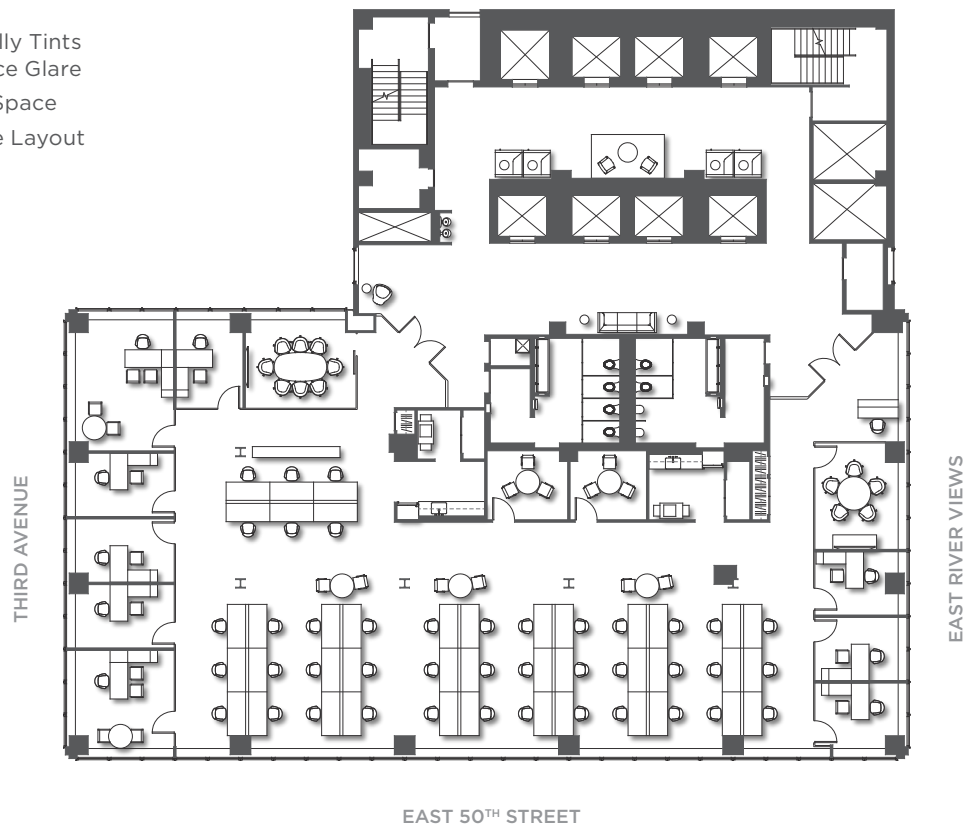 lly Tints
ce Glare
Space
e Layout
THIRD AVENUE
EAST RIVER VIEWS
EAST 50TH STREET